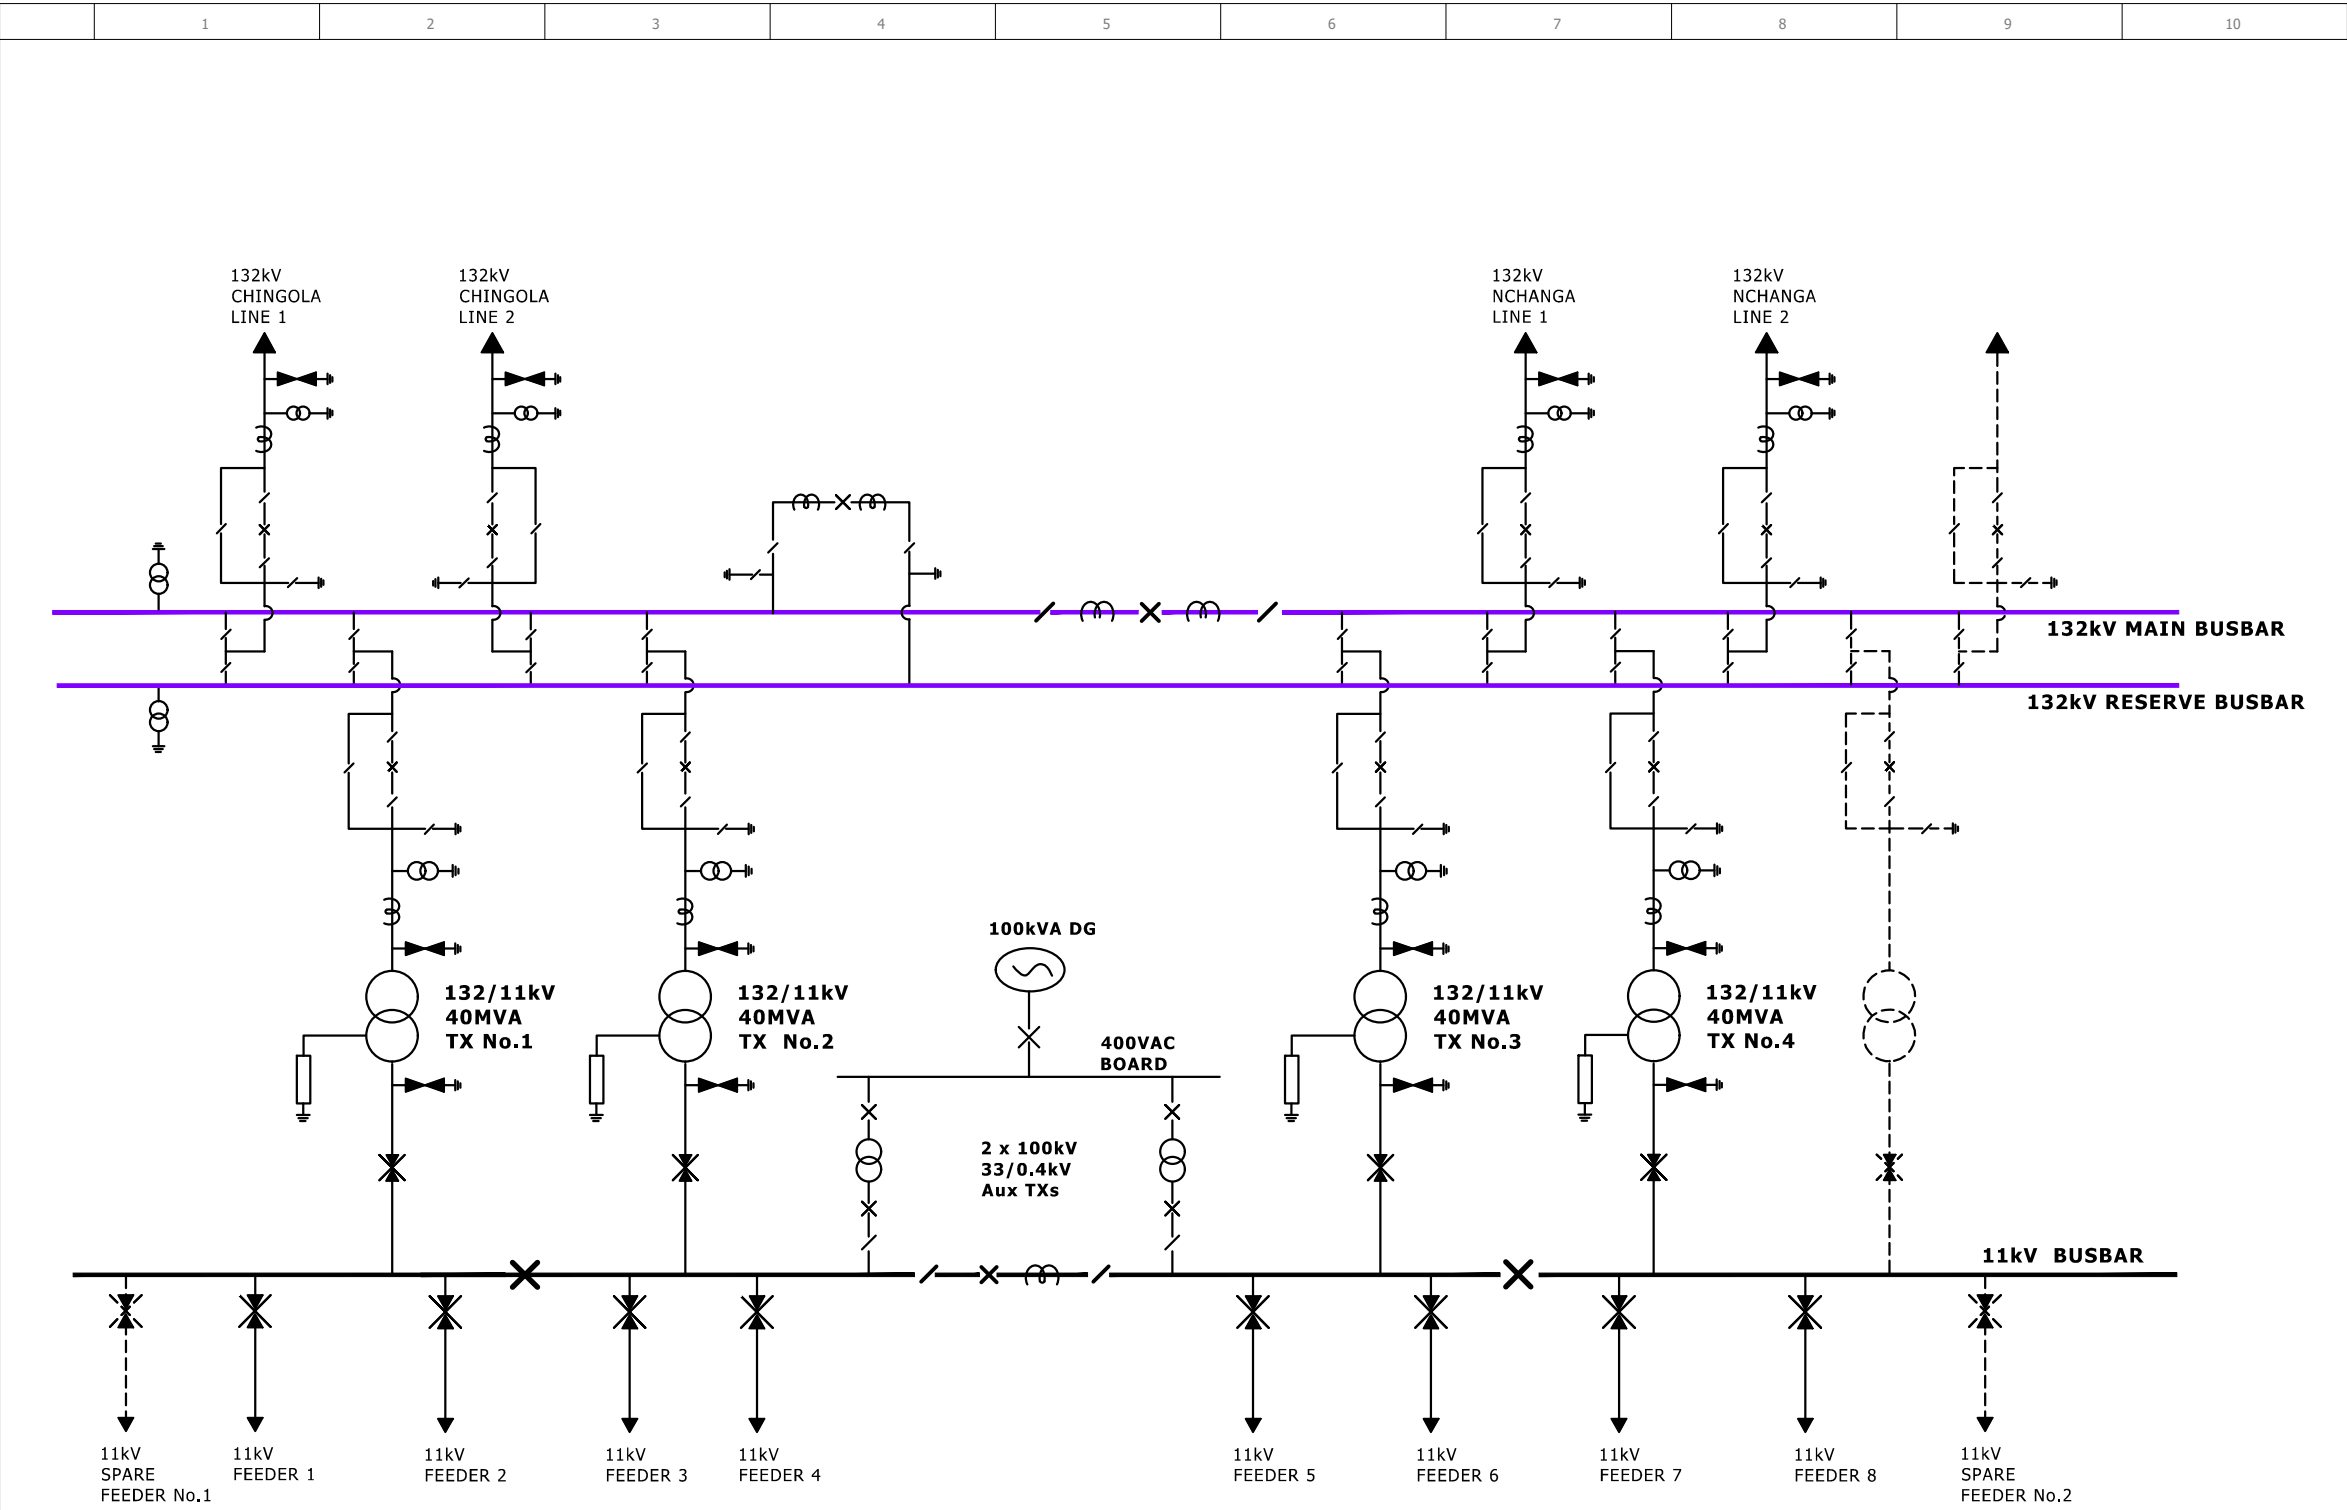 1
2
3
4
5
6
7
8
9
10
132kV
CHINGOLA
LINE 1
132kV
CHINGOLA
LINE 2
132kV
NCHANGA
LINE 1
132kV
NCHANGA
LINE 2
132kV MAIN BUSBAR
132kV RESERVE BUSBAR
132/11kV
40MVA
TX No.1
132/11kV
40MVA
TX No.2
100kVA DG
400VAC
BOARD
2 x 100kV
33/0.4kV
Aux TXs
132/11kV
40MVA
TX No.3
132/11kV
40MVA
TX No.4
11kV BUSBAR
11kV
SPARE
FEEDER No.1
11kV
FEEDER 1
11kV
FEEDER 2
11kV
FEEDER 3
11kV
FEEDER 4
11kV
FEEDER 5
11kV
FEEDER 6
11kV
FEEDER 7
11kV
FEEDER 8
11kV
SPARE
FEEDER No.2